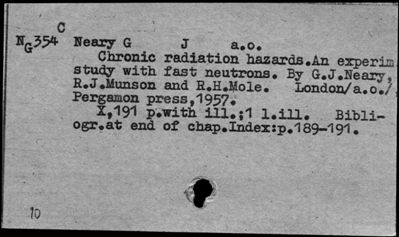 C
NG354 Neary G J a.o.
Chronic radiation hazards.An experim
study with fast neutrons. By G.J.Neary,
R.J.Munson and R.H.Mole. London/a.o./
Pergamon press,1957.
X,191 p.with ill.;1 l.ill. Bibli-
ogr.at end of chap.Index:p.189-191.
10